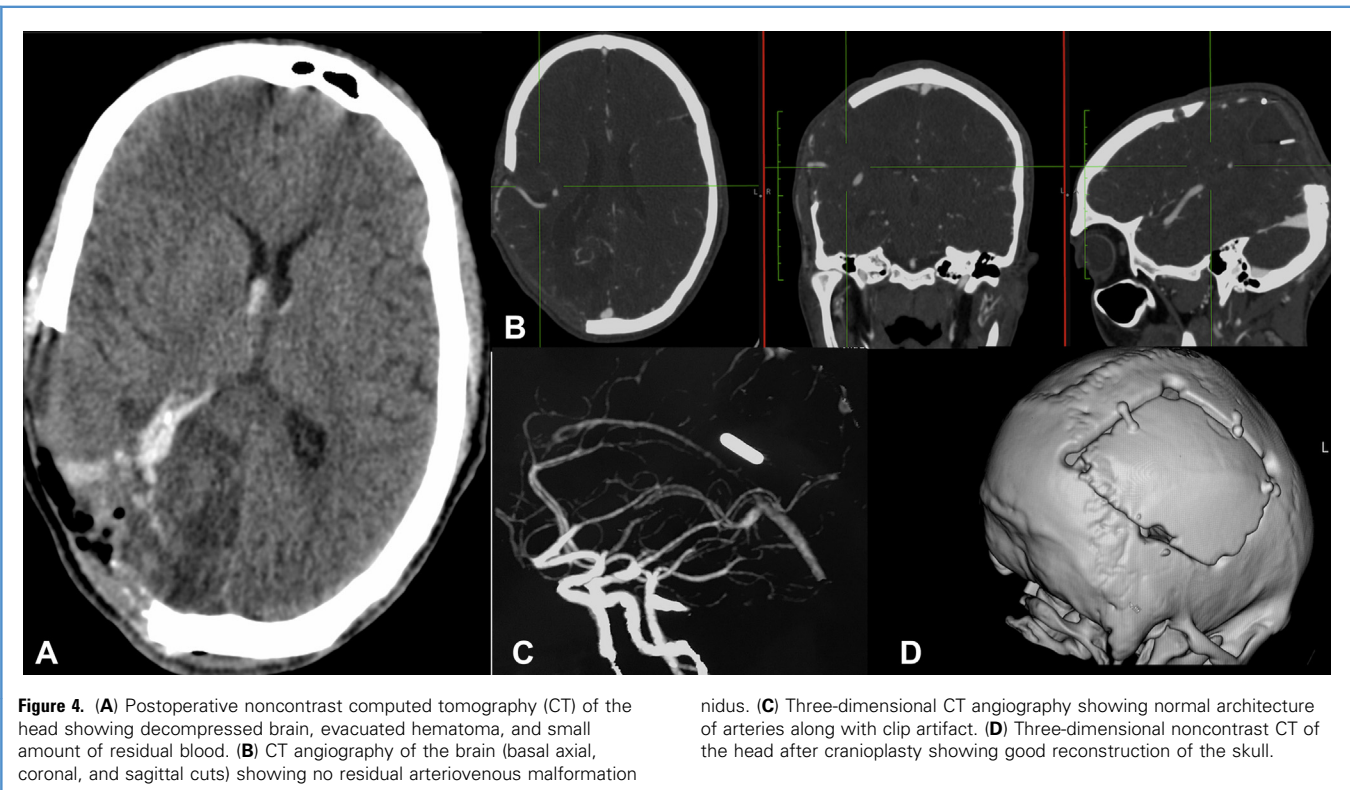 A
B
L
R
L
C
D
L
Figure 4. (A) Postoperative noncontrast computed tomography (CT) of the
head showing decompressed brain, evacuated hematoma, and small
amount of residual blood. (B) CT angiography of the brain (basal axial,
coronal, and sagittal cuts) showing no residual arteriovenous malformation
nidus. (C) Three-dimensional CT angiography showing normal architecture
of arteries along with clip artifact. (D) Three-dimensional noncontrast CT of
the head after cranioplasty showing good reconstruction of the skull.